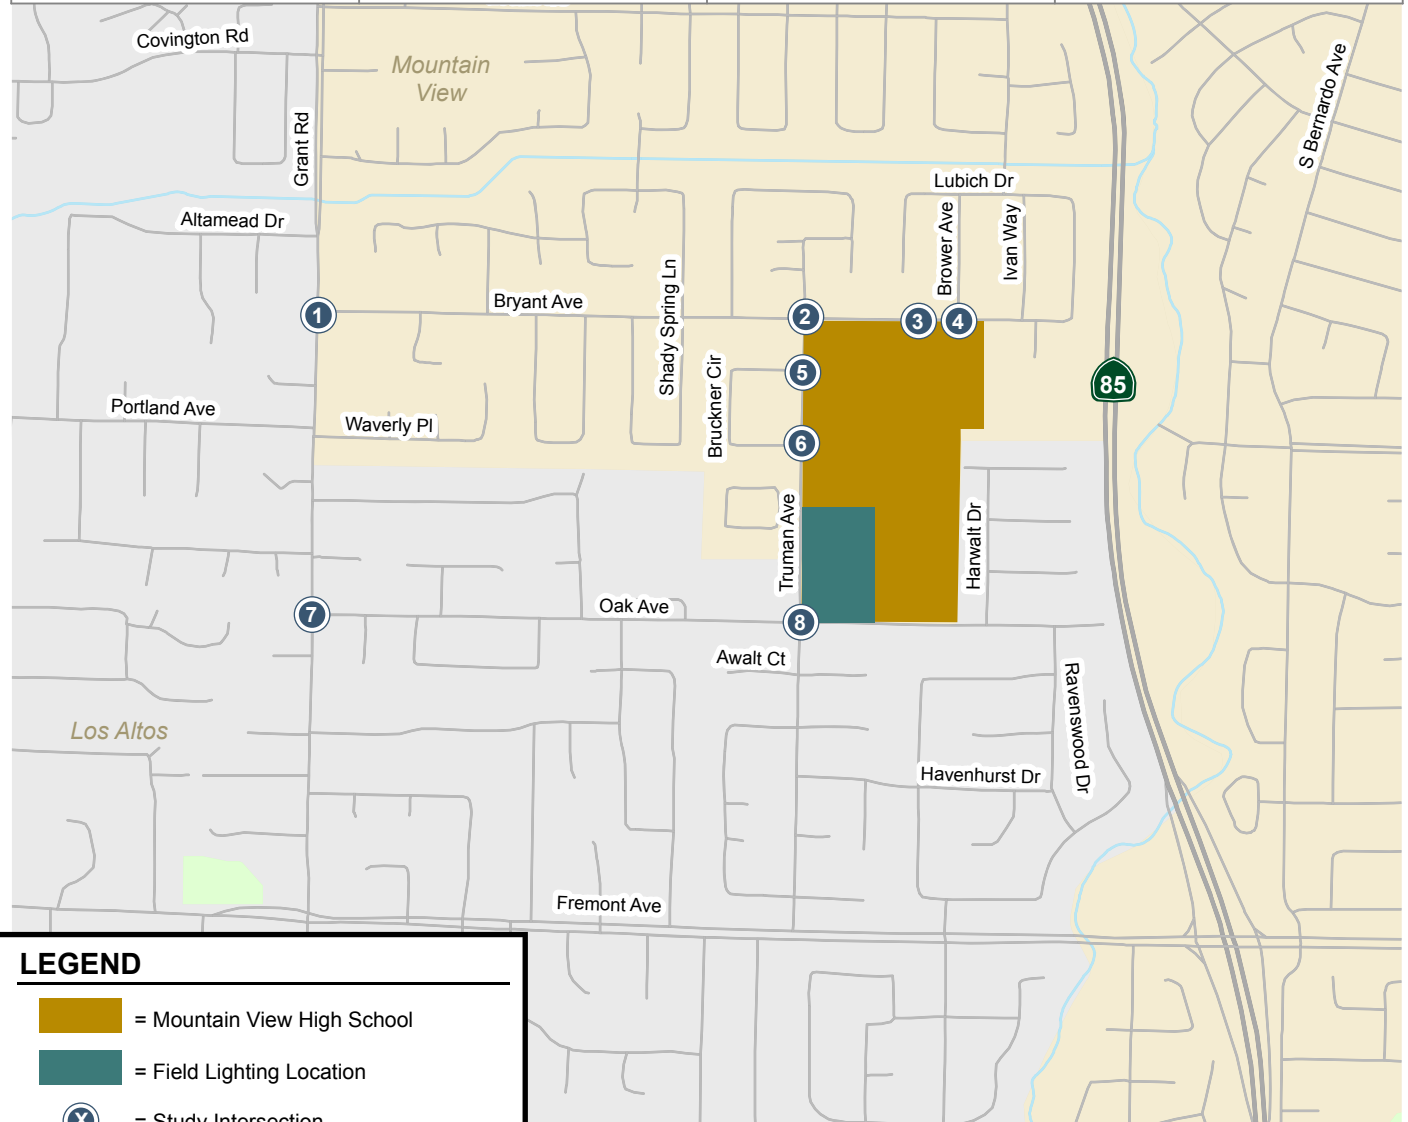 Covington Rd
Mountain
View
S Bernardo Ave
Grant Rd
Lubich Dr
Altamead Dr
Brower Ave
Ivan Way
Bryant Ave
Shady Spring Ln
1
2
3
4
5
85
Bruckner Cir
Portland Ave
Waverly Pl
6
Truman Ave
Hanwalt Dr
7
Oak Ave
8
Awalt Ct
Ravenswood Dr
Los Altos
Havenhurst Dr
Fremont Ave
LEGEND
= Mountain View High School
= Field Lighting Location
X
= Study Intersection